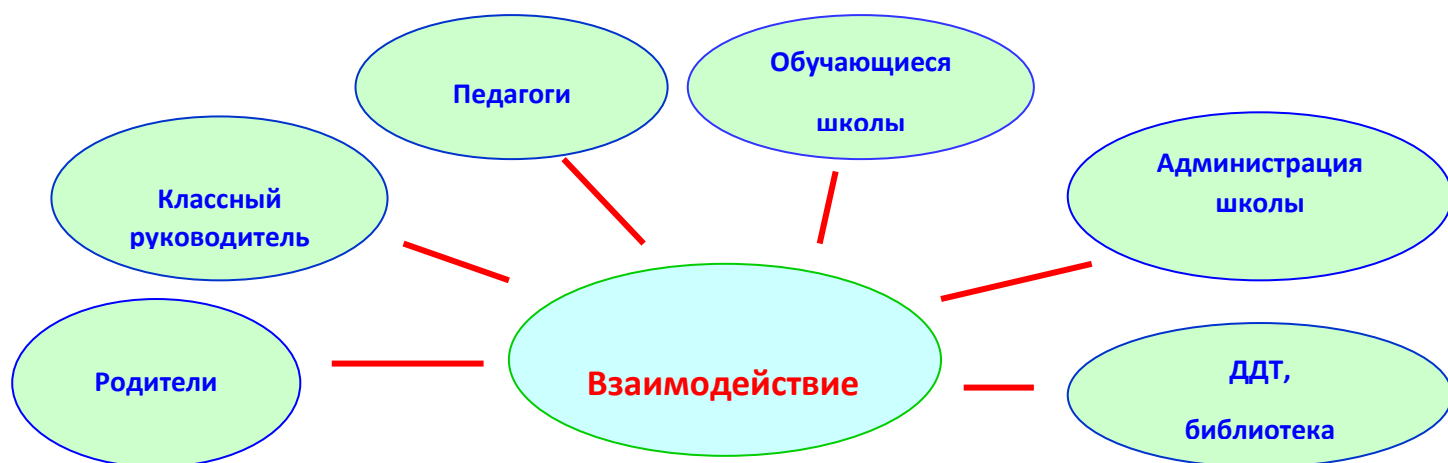 Педагоги
Обучающиеся
школы
Администрация
школы
Классный
руководитель
Родители
Взаимодействие
ДДТ,
библиотека